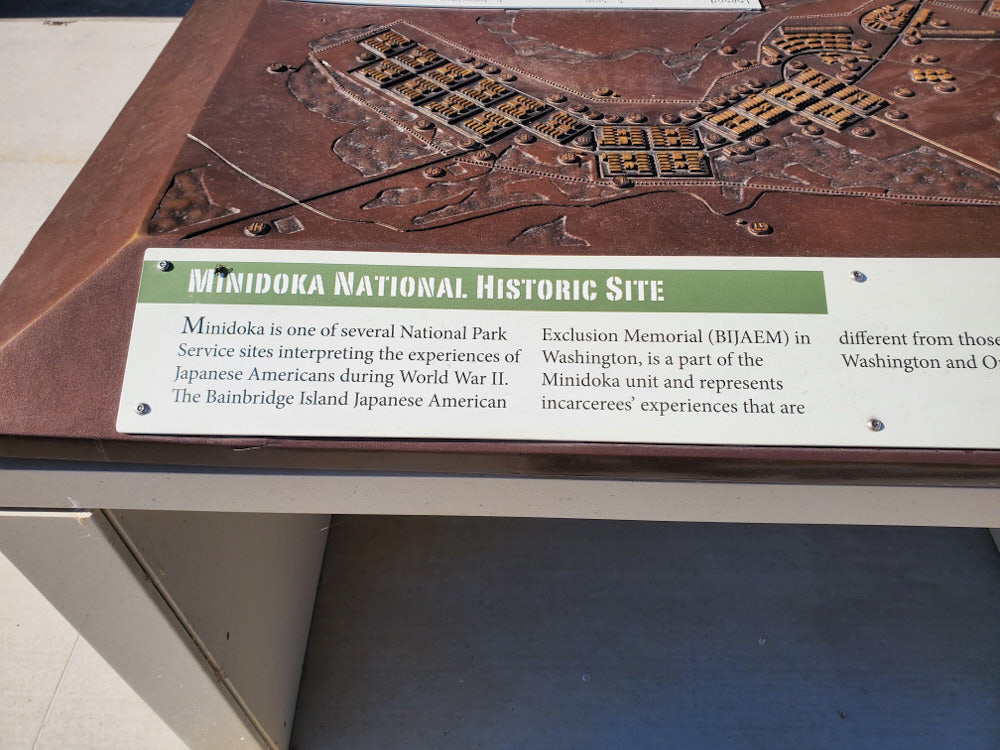 Minidoka National Historic Site
Minidoka is one of several National Park
Service sites interpreting the experiences of
Japanese Americans during World War II.
The Bainbridge Island Japanese American
Exclusion Memorial (BIJAEM) in
Washington, is a part of the
Minidoka unit and represents
incarcerees’ experiences that are
different from those
Washington and